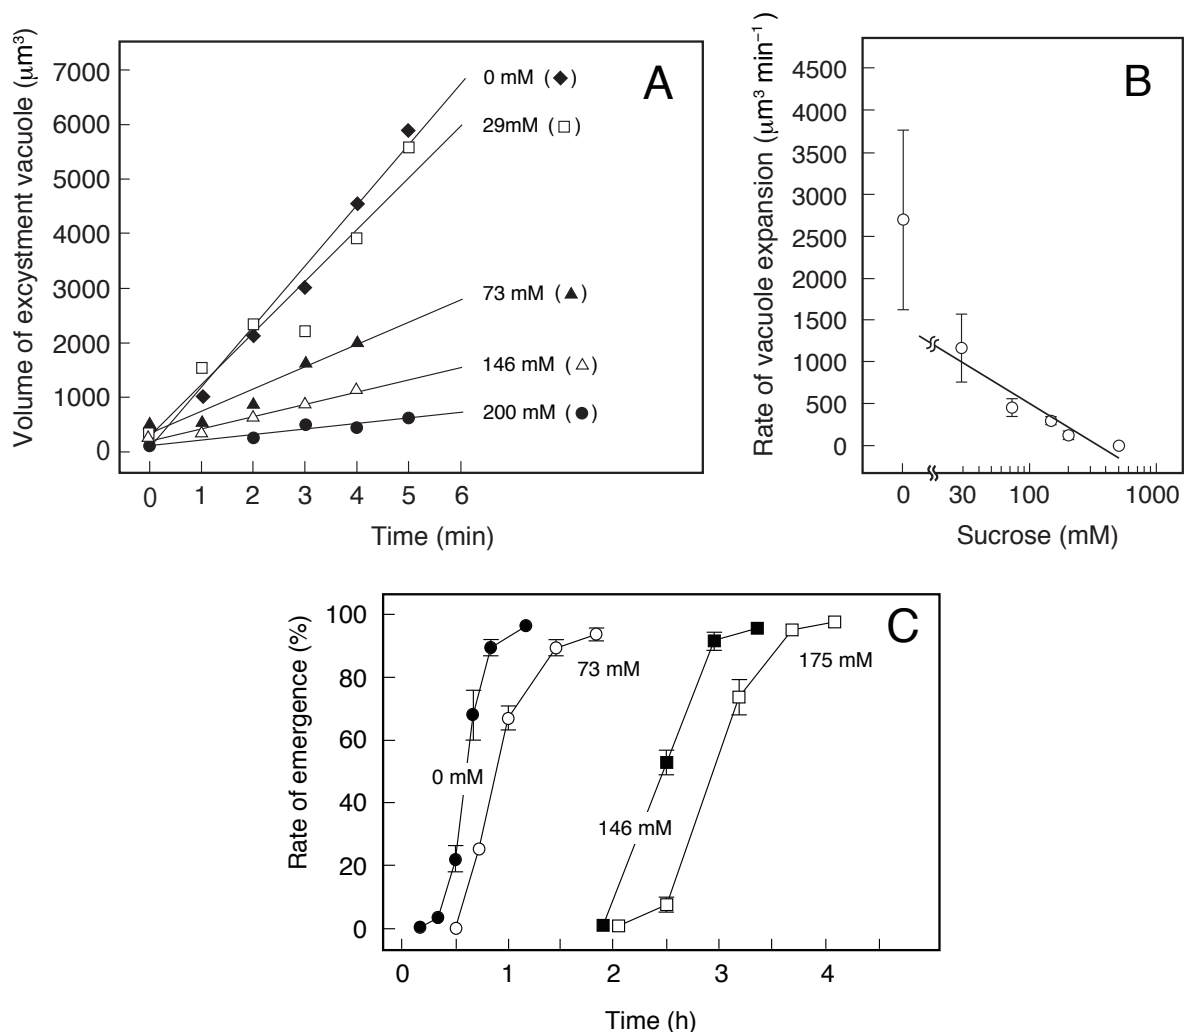 A
Volume of excystment vacuole (μm³)
7000
6000
5000
4000
3000
2000
1000
0
0 mM (◆)
29mM (□)
73 mM (▲)
146 mM (△)
200 mM (●)
0 1 2 3 4 5 6
Time (min)
B
Rate of vacuole expansion (μm³ min⁻¹)
4500
4000
3500
3000
2500
2000
1500
1000
500
0
0 30 100 1000
Sucrose (mM)
C
Rate of emergence (%)
100
80
60
40
20
0
0 mM
73 mM
146 mM
175 mM
0 1 2 3 4
Time (h)